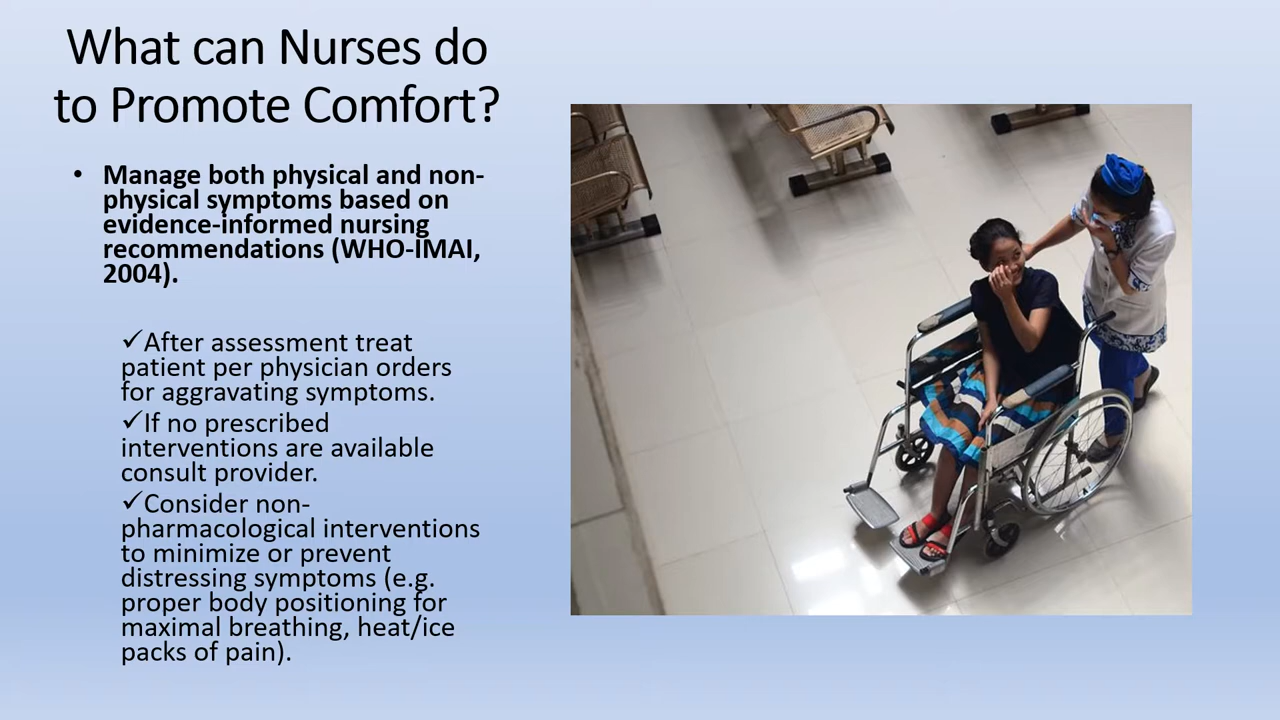 What can Nurses do
to Promote Comfort?
• Manage both physical and non-
physical symptoms based on
evidence-informed nursing
recommendations (WHO-IMAI,
2004).
✓After assessment treat
patient per physician orders
for aggravating symptoms.
✓If no prescribed
interventions are available
consult provider.
✓Consider non-
pharmacological interventions
to minimize or prevent
distressing symptoms (e.g.
proper body positioning for
maximal breathing, heat/ice
packs of pain).